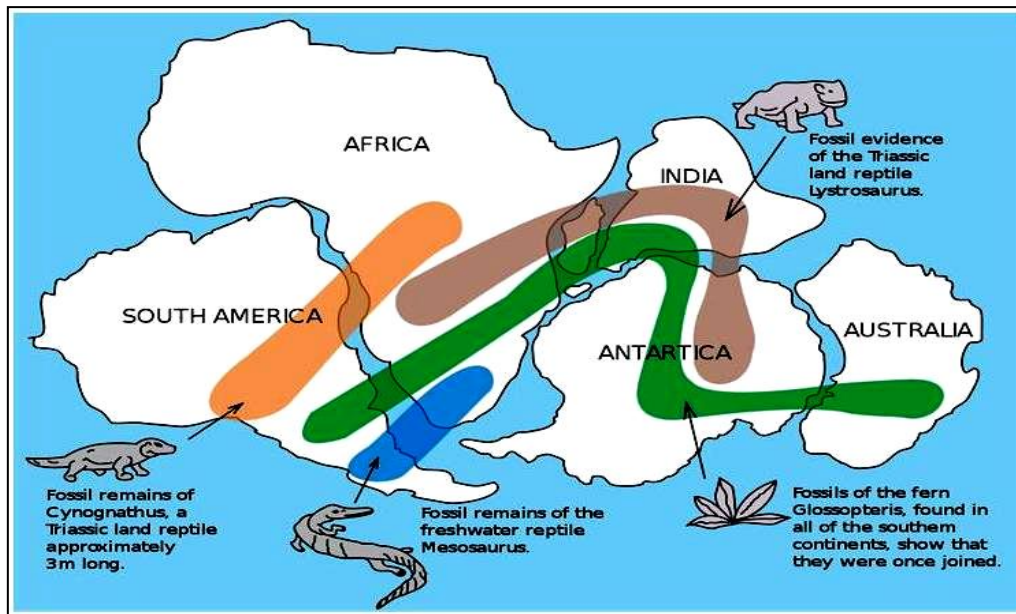 AFRICA
INDIA
Fossil evidence
of the Triassic
land reptile
Lystrosaurus.
SOUTH AMERICA
ANTARTICA
AUSTRALIA
Fossil remains of
Cynognathus, a
Triassic land reptile
approximately
3m long.
Fossil remains of the
freshwater reptile
Mesosaurus.
Fossils of the fern
Glossopteris, found in
all of the southern
continents, show that
they were once joined.